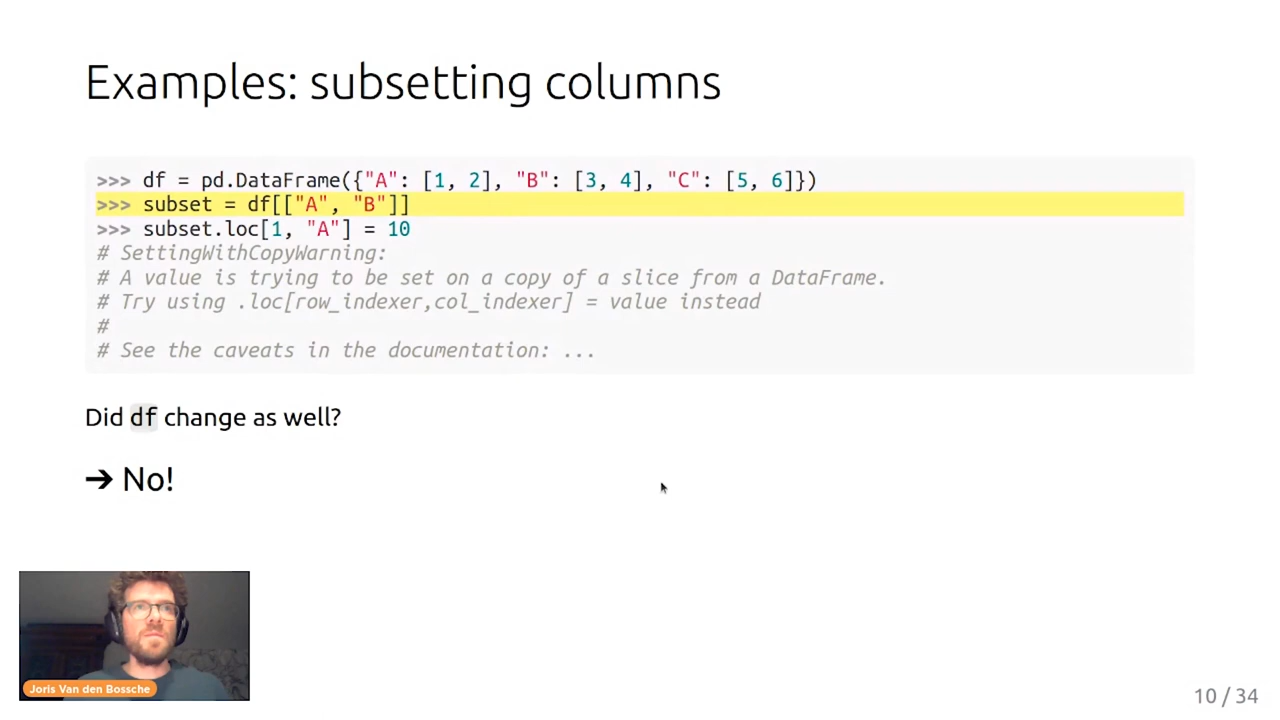 Examples: subsetting columns
>>> df = pd.DataFrame({"A": [1, 2], "B": [3, 4], "C": [5, 6]})
>>> subset = df[["A", "B"]]
>>> subset.loc[1, "A"] = 10
# SettingWithCopyWarning:
# A value is trying to be set on a copy of a slice from a DataFrame.
# Try using .loc[row_indexer,col_indexer] = value instead
#
# See the caveats in the documentation: ...
Did df change as well?
➔ No!
Joris Van den Bossche
10 / 34